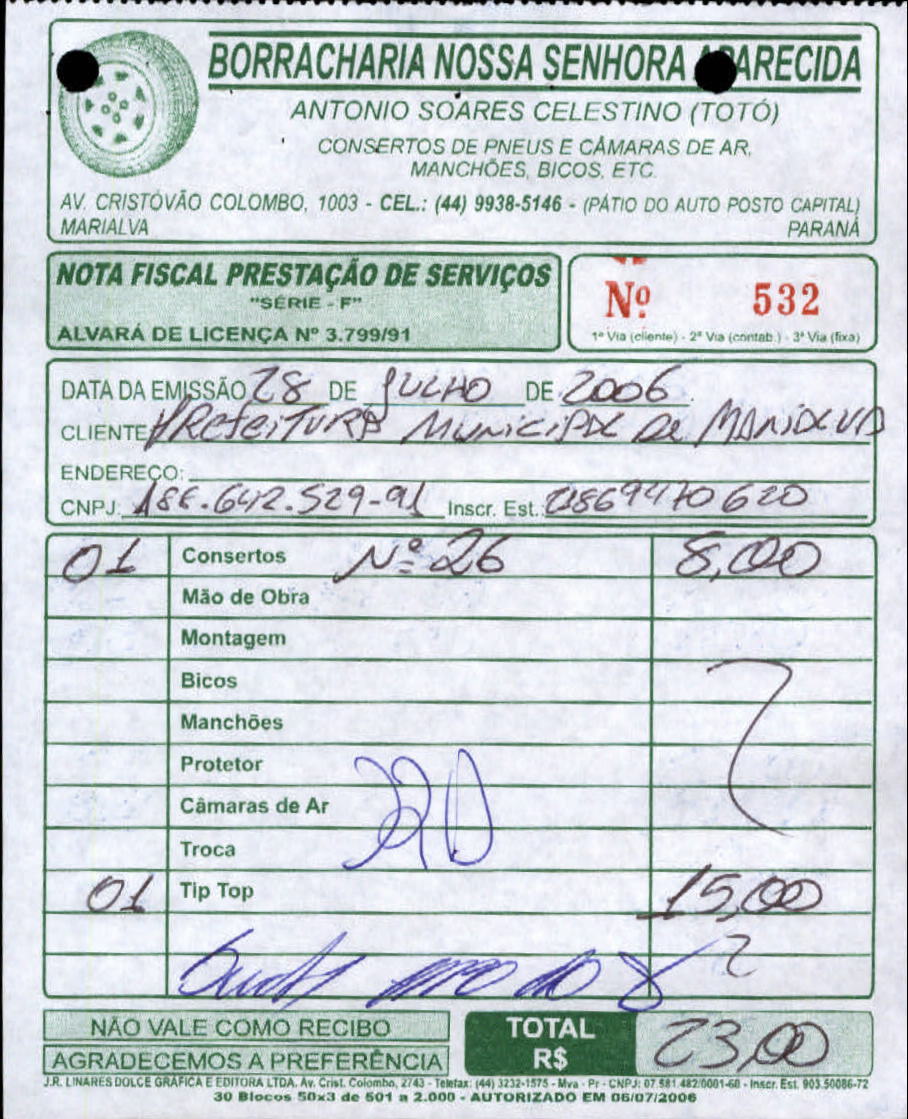 BORRACHARIA NOSSA SENHORA APARECIDA
ANTONIO SOARES CELESTINO (TOTÓ)
CONSERTOS DE PNEUS E CÂMARAS DE AR,
MANCHÕES, BICOS, ETC.
AV. CRISTÓVÃO COLOMBO, 1003 - CEL.: (44) 9938-5146 - (PÁTIO DO AUTO POSTO CAPITAL)
MARIALVA PARANÁ
NOTA FISCAL PRESTAÇÃO DE SERVIÇOS
"SÉRIE - F"
ALVARÁ DE LICENÇA Nº 3.799/91
Nº 532
1ª Via (cliente) - 2ª Via (contab.) - 3ª Via (fixa)
DATA DA EMISSÃO 28 DE JULHO DE 2006
CLIENTE PREFEITURA MUNICIPAL DE MARIALVA
ENDEREÇO:
CNPJ: 186.642.529-91 Inscr. Est.: 0869470620
01 Consertos Nº 26 8,00
Mão de Obra
Montagem
Bicos
Manchões
Protetor
Câmaras de Ar
Troca
01 Tip Top 15,00
NÃO VALE COMO RECIBO
AGRADECEMOS A PREFERÊNCIA
TOTAL R$ 23,00
J.R. LINARES DOLCE GRÁFICA E EDITORA LTDA. Av. Crist. Colombo, 2743 - Telefax: (44) 3232-1575 - Mva - Pr - CNPJ: 07.581.482/0001-60 - Inscr. Est. 903.50086-72
30 Blocos 50x3 de 501 a 2.000 - AUTORIZADO EM 06/07/2006